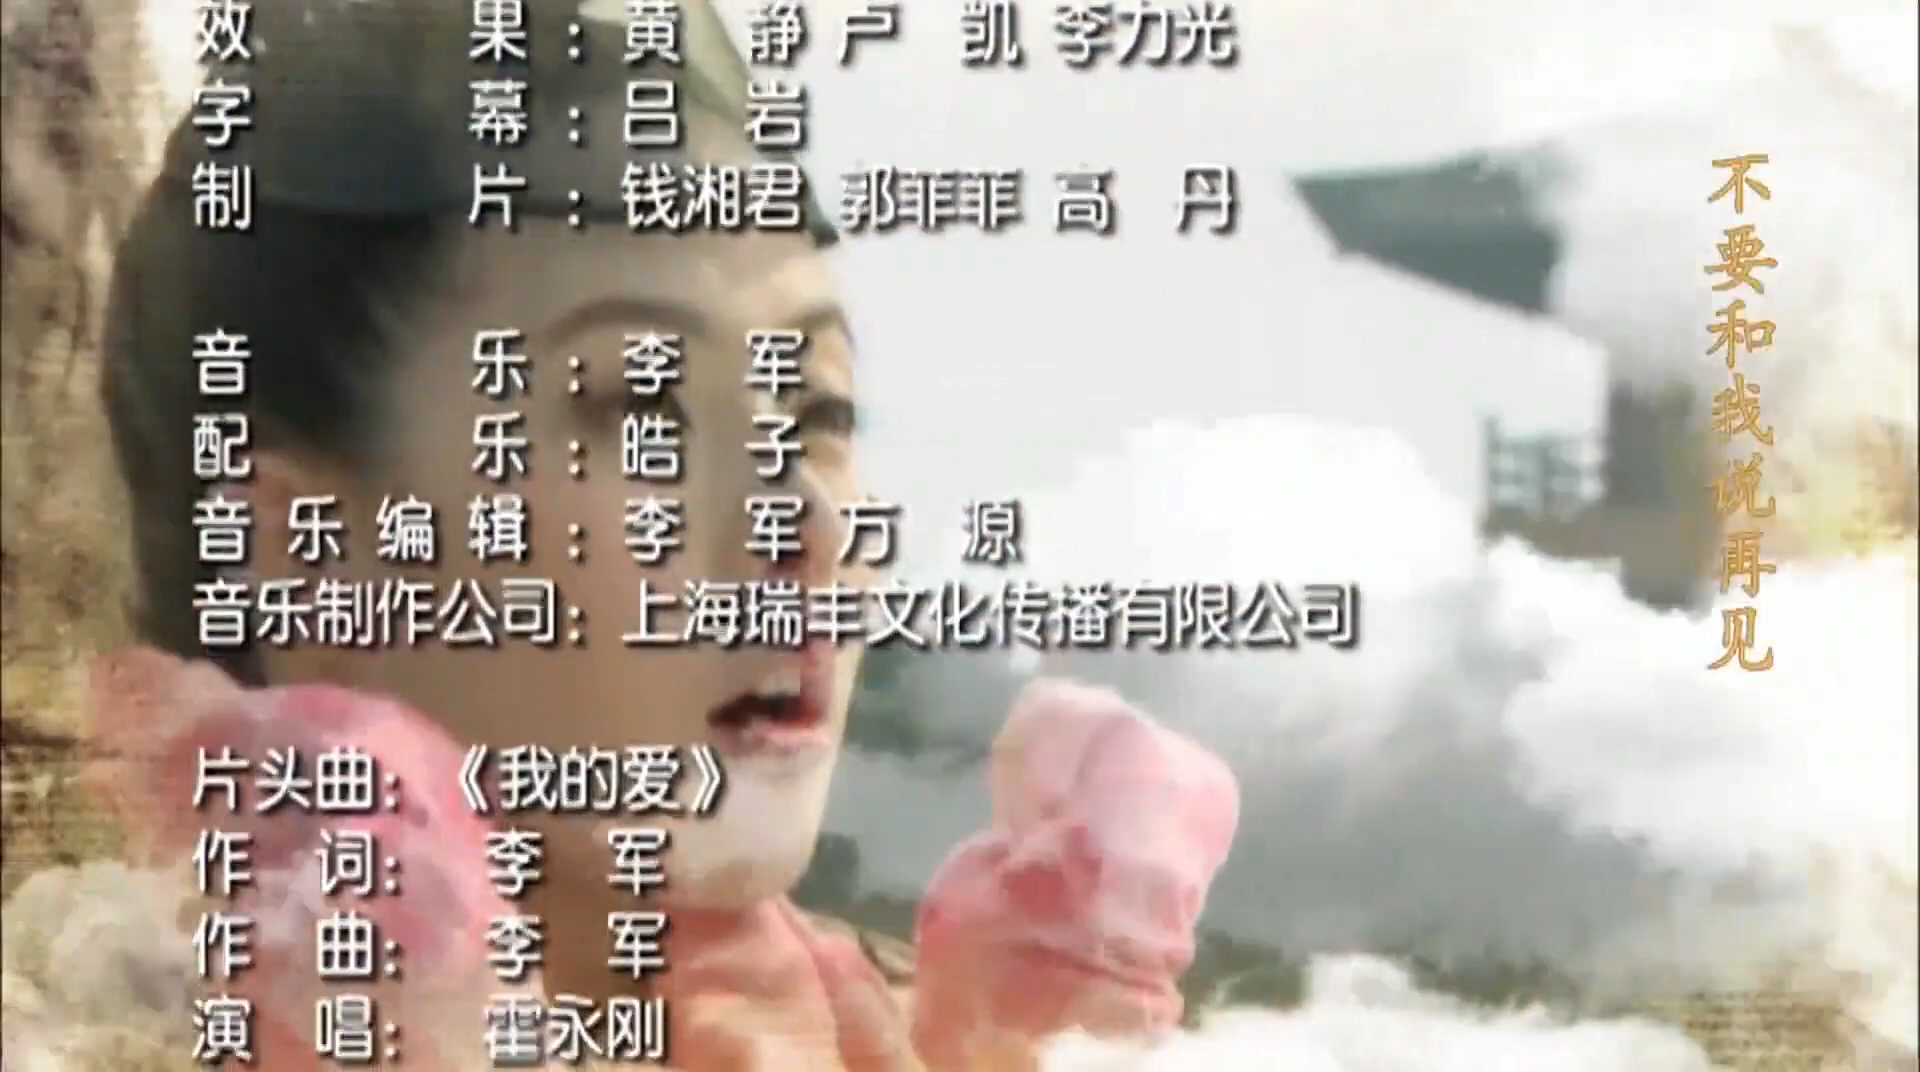 效果：黄静 卢凯 李力光
字幕：吕岩
制片：钱湘君 郭菲菲 高丹
音乐：李军
配乐：皓子
音乐编辑：李军 方源
音乐制作公司：上海瑞丰文化传播有限公司
片头曲：《我的爱》
作词：李军
作曲：李军
演唱：霍永刚
不要和我说再见